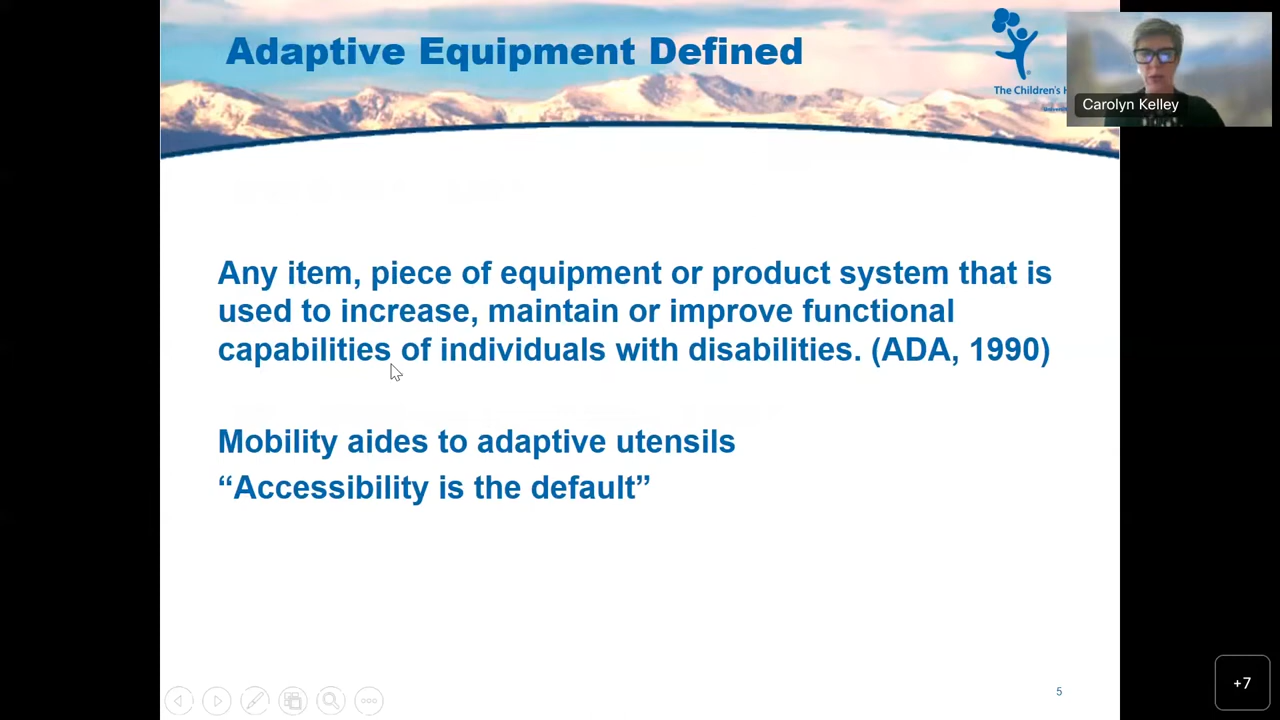 Adaptive Equipment Defined
The Children's H
Carolyn Kelley
Any item, piece of equipment or product system that is
used to increase, maintain or improve functional
capabilities of individuals with disabilities. (ADA, 1990)
Mobility aides to adaptive utensils
“Accessibility is the default”
5
+7